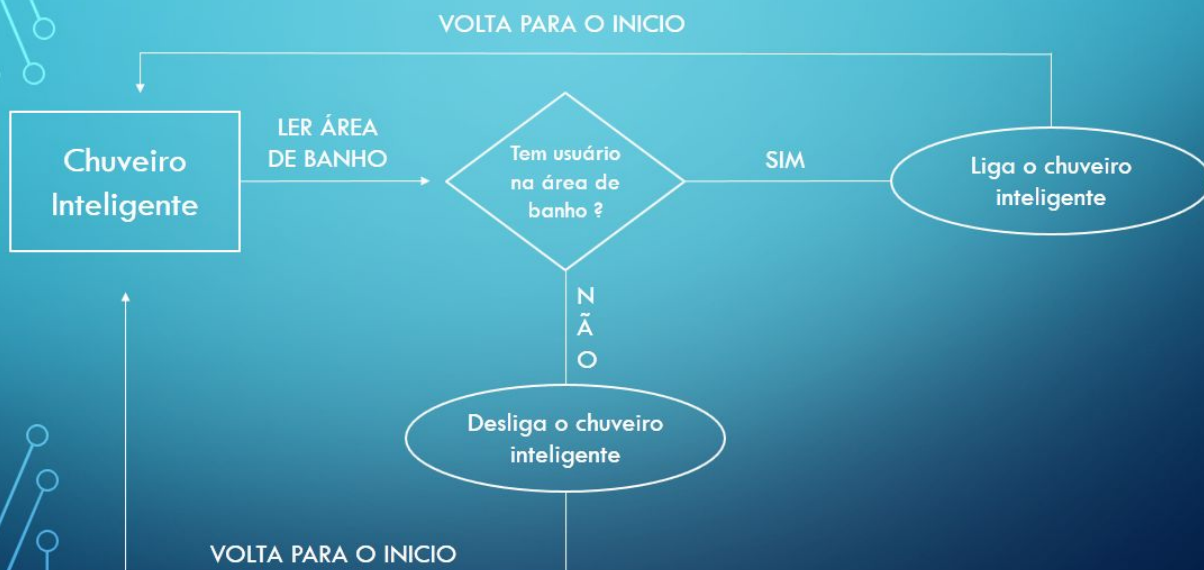 VOLTA PARA O INICIO
Chuveiro
Inteligente
LER ÁREA
DE BANHO
Tem usuário
na área de
banho ?
SIM
Liga o chuveiro
inteligente
N
Ã
O
Desliga o chuveiro
inteligente
VOLTA PARA O INICIO